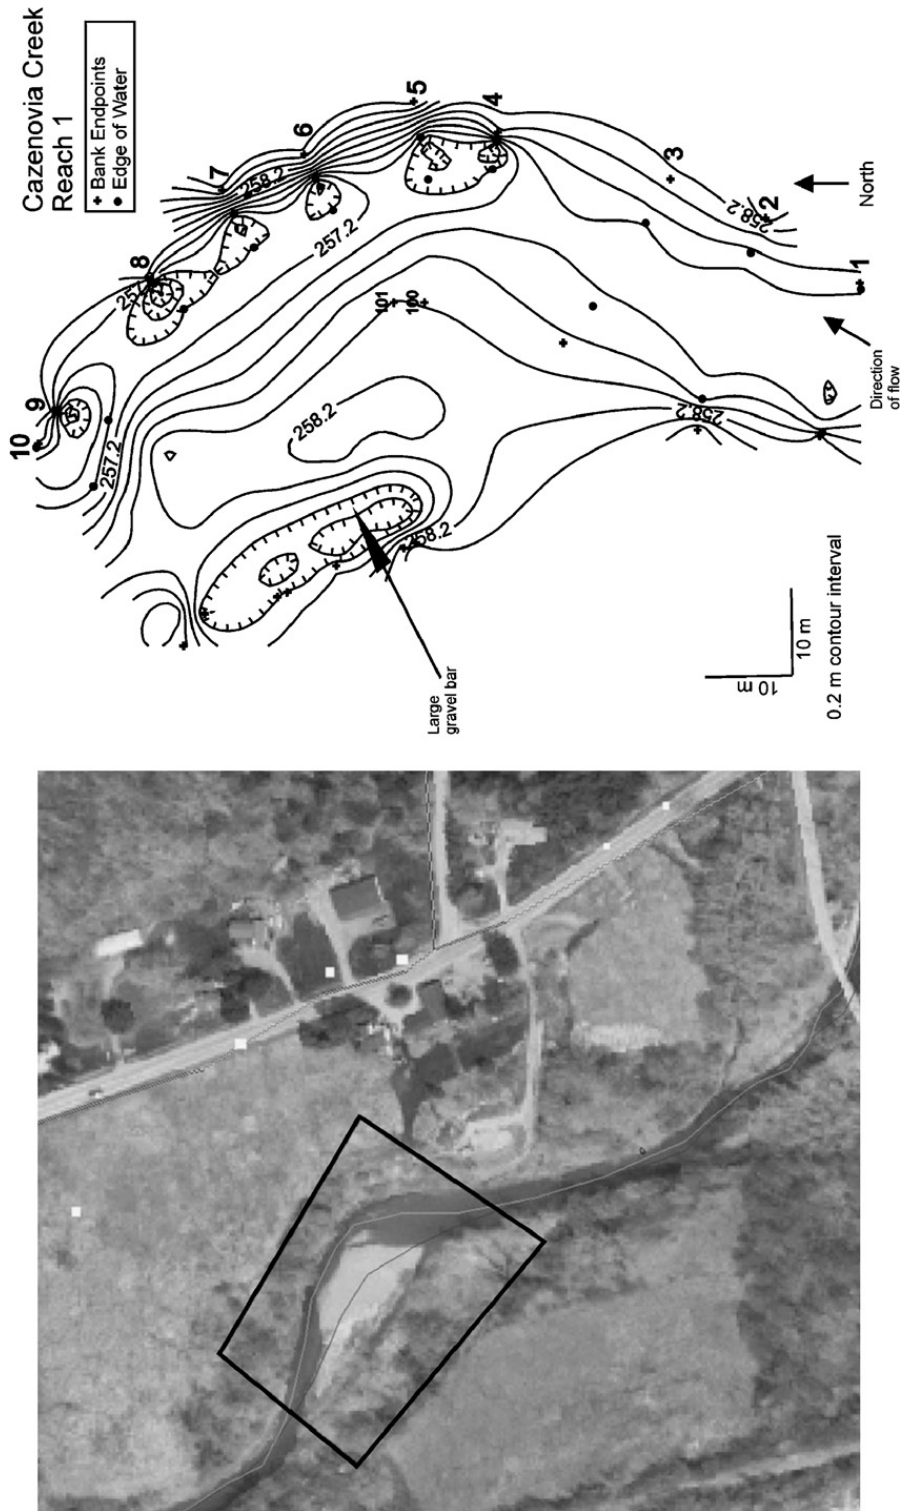 Cazenovia Creek
Reach 1
Bank Endpoints
Edge of Water
10
9
8
7
6
5
4
3
2
1
258.2
257.2
257.2
258.2
258.2
258.2
258.2
101
100
North
Direction
of flow
Large
gravel bar
10 m
10 m
0.2 m contour interval